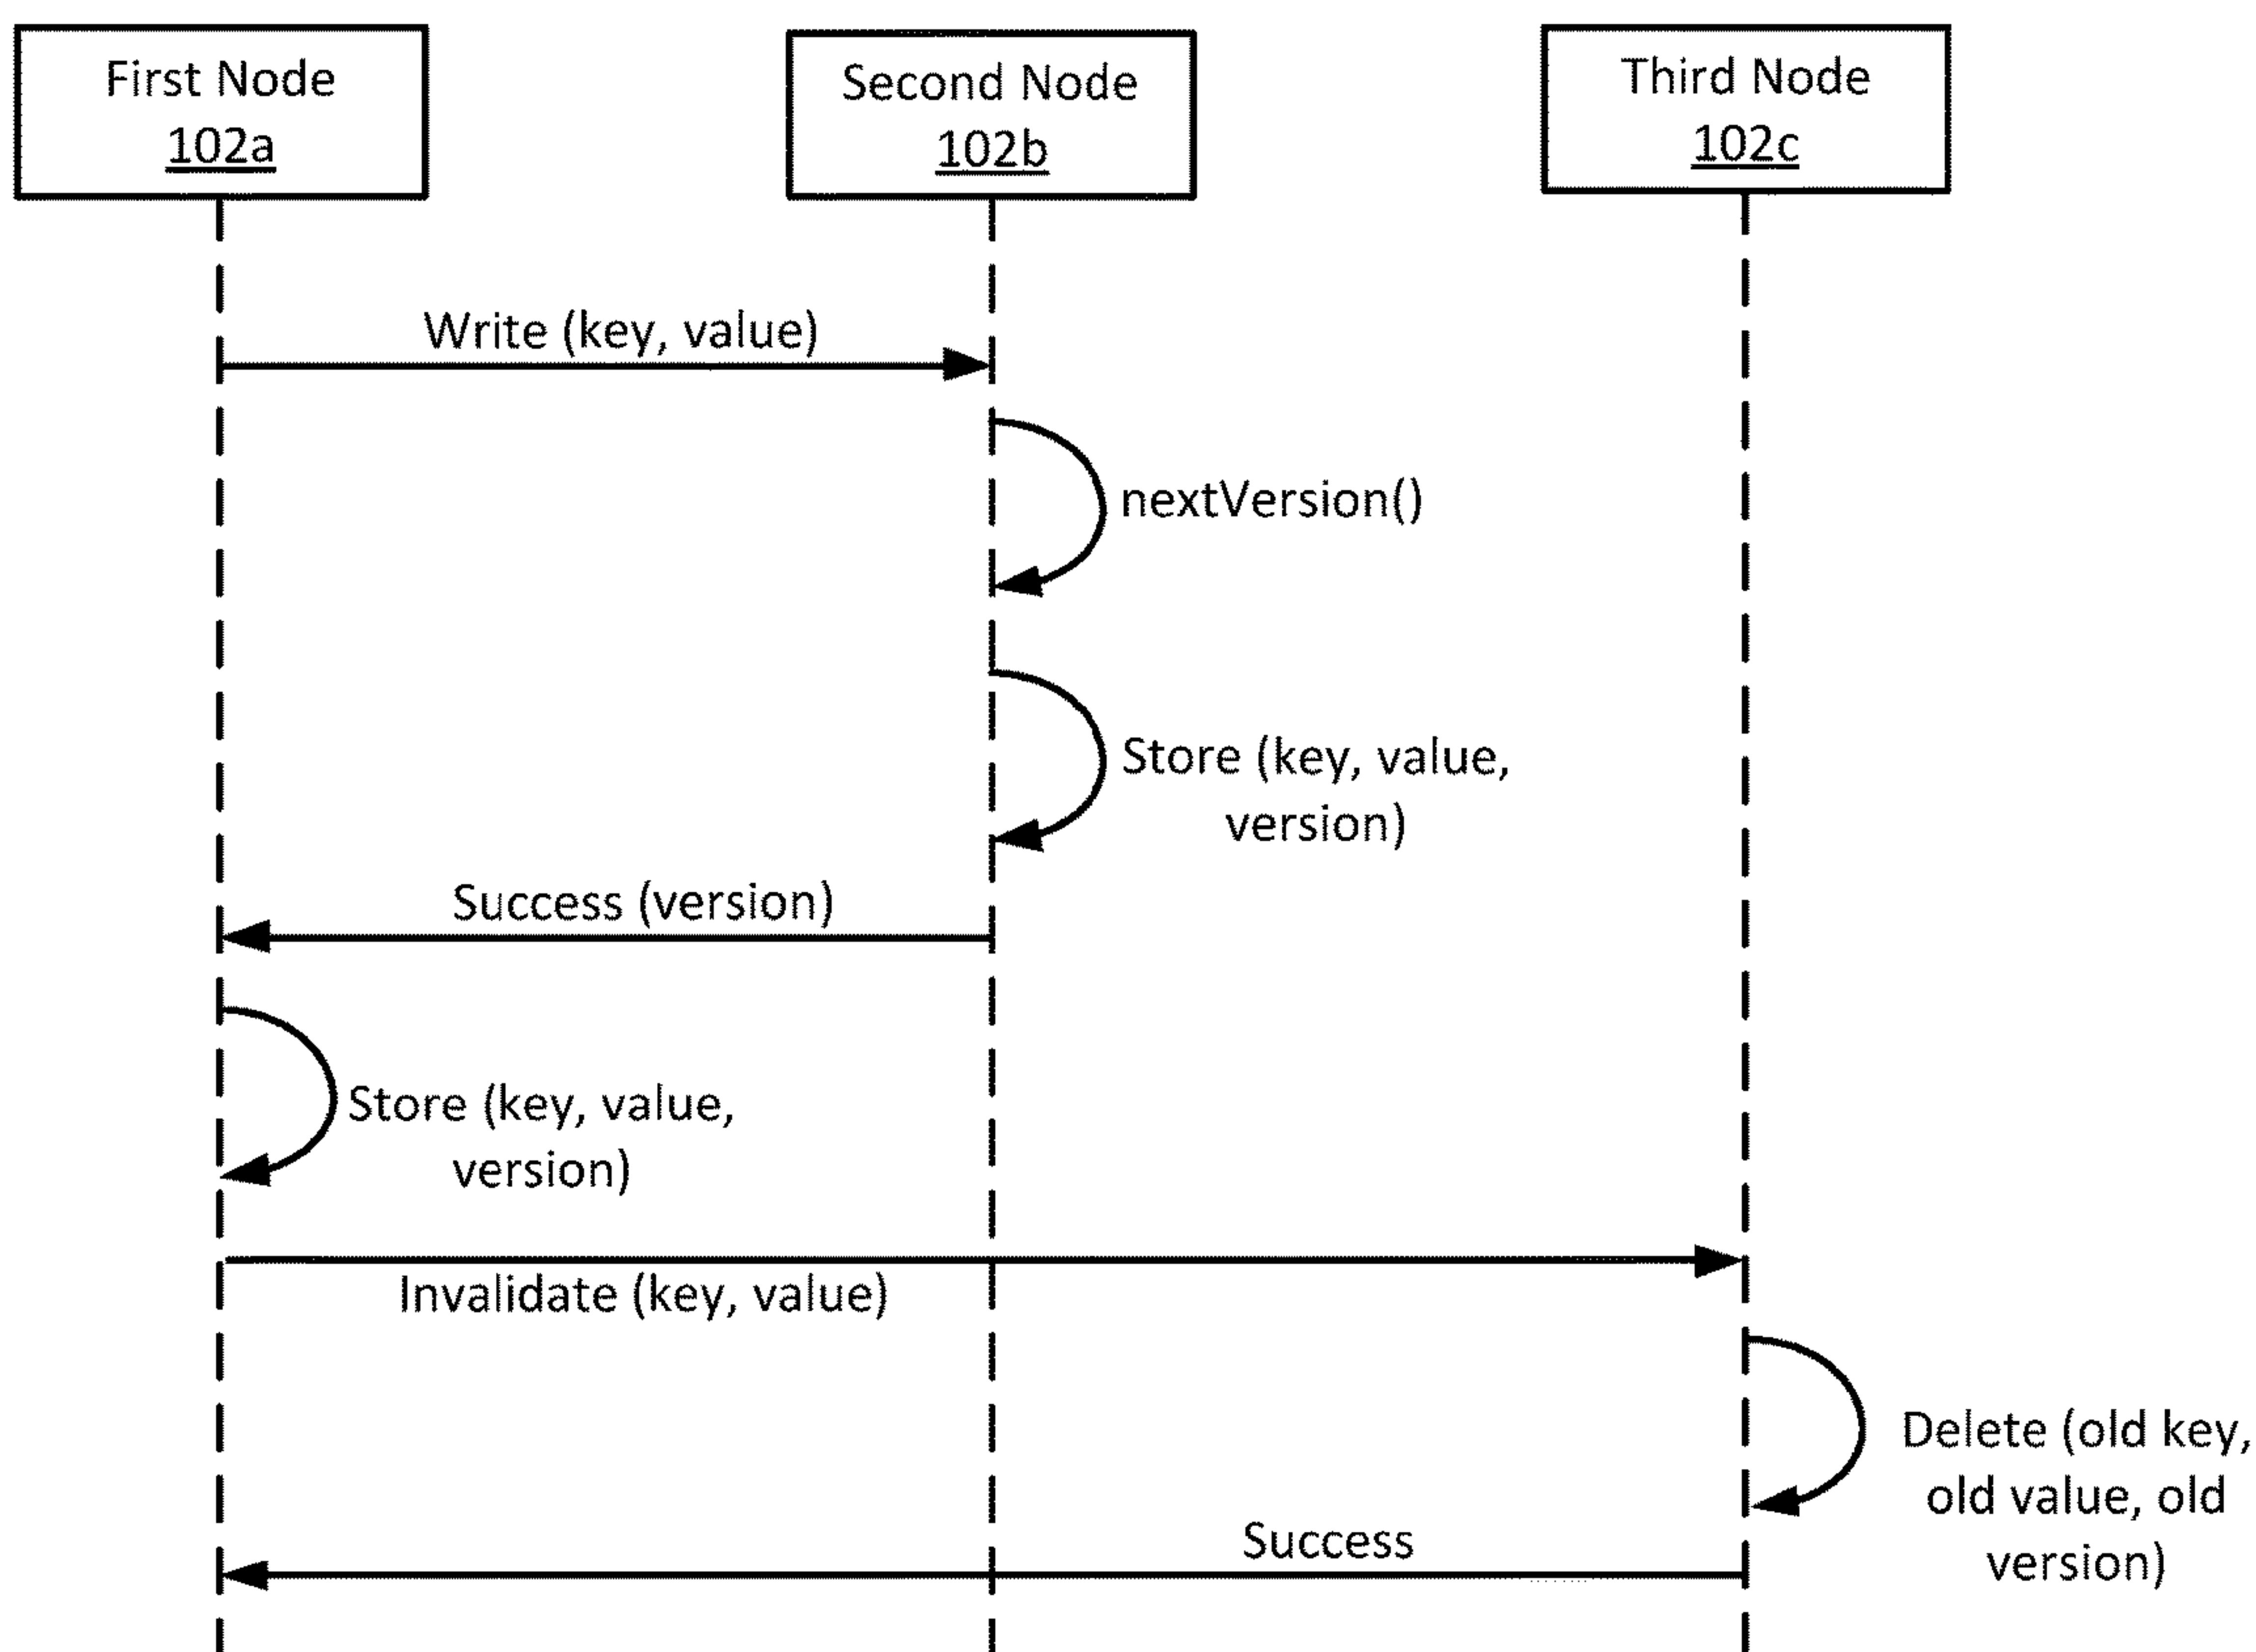 First Node
102a
Second Node
102b
Third Node
102c
Write (key, value)
nextVersion()
Store (key, value,
version)
Success (version)
Store (key, value,
version)
Invalidate (key, value)
Delete (old key,
old value, old
version)
Success